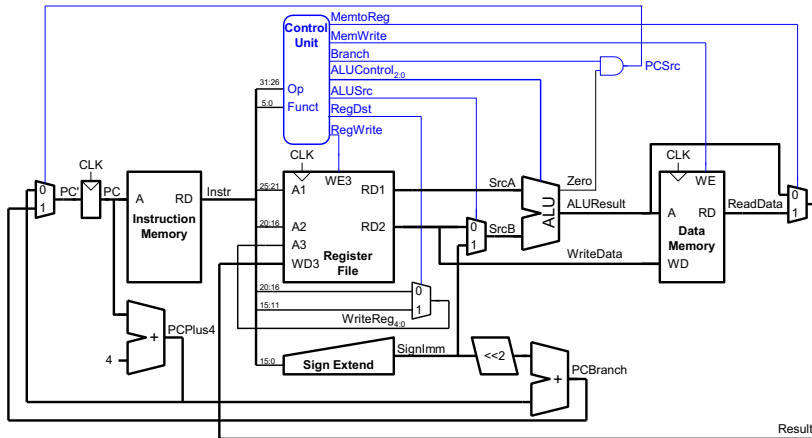 MemtoReg
Control
Unit
MemWrite
Branch
ALUControl2:0
PCSrc
31:26
Op
ALUSrc
5:0
Funct
RegDst
RegWrite
CLK
CLK
CLK
0
1
PC'
PC
A
RD
Instruction
Memory
Instr
25:21
A1
WE3
RD1
SrcA
Zero
ALU
ALUResult
20:16
A2
RD2
0
1
SrcB
A3
WD3
Register
File
WE
A
RD
Data
Memory
WD
ReadData
0
1
WriteData
20:16
0
15:11
1
WriteReg4:0
PCPlus4
+
4
15:0
Sign Extend
SignImm
<<2
+
PCBranch
Result